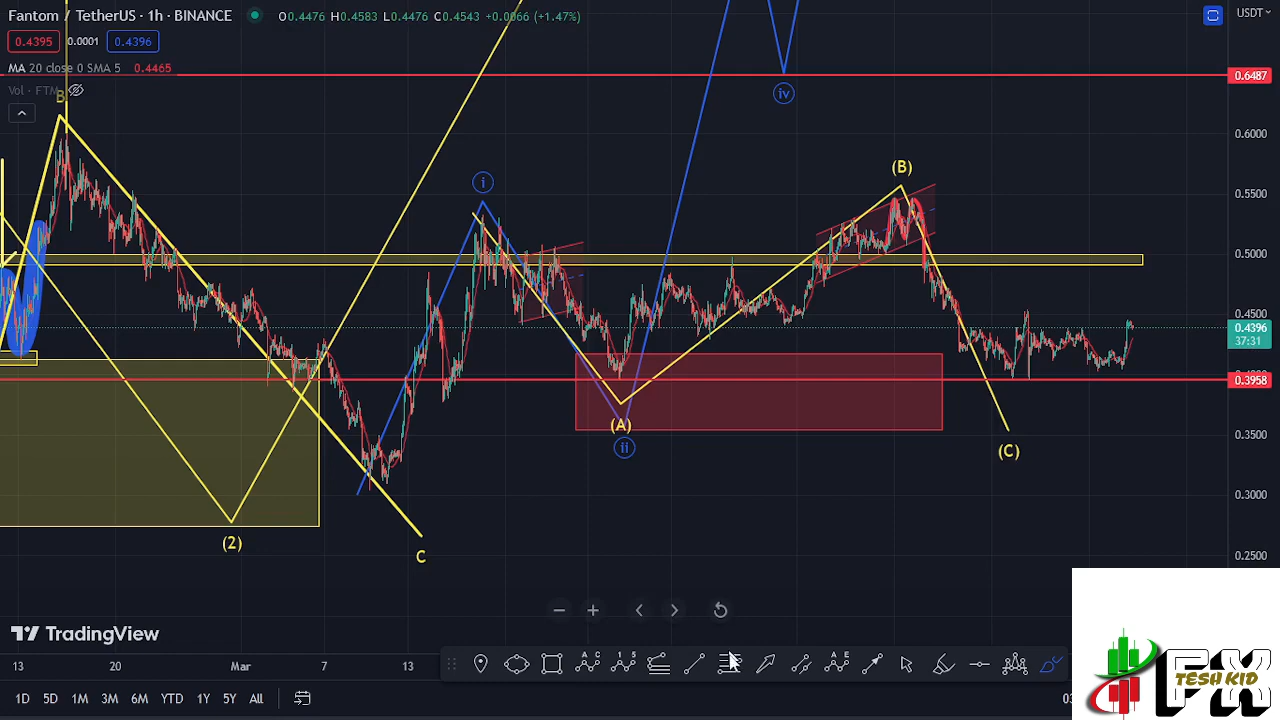 Fantom / TetherUS · 1h · BINANCE O0.4476 H0.4583 L0.4476 C0.4543 +0.0066 (+1.47%)
USDT
0.4395 0.0001 0.4396
MA 20 close 0 SMA 5 0.4465
Vol · FTM
B
iv
0.6487
0.6000
(B)
i
0.5500
0.5000
0.4500
0.4396
37:31
0.3958
0.3500
(A)
ii
(C)
0.3000
(2)
C
0.2500
TradingView
13 20 Mar 7 13
A C 1 5 A E
1D 5D 1M 3M 6M YTD 1Y 5Y All
03
FX
TESH KID